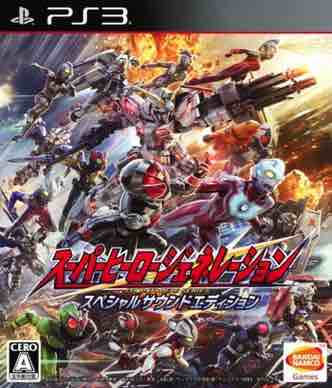 PS3
スーパーヒーロージェネレーション
スペシャルサウンドエディション
CERO
A
BANDAI
NAMCO
Games